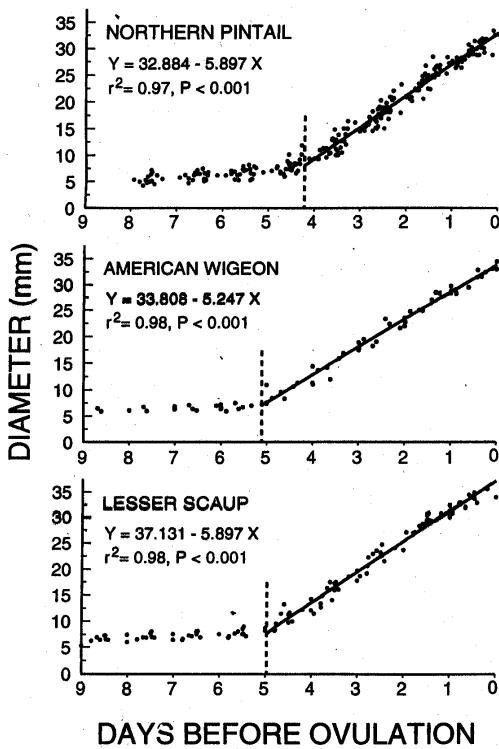 35
30
25
20
15
10
5
0
NORTHERN PINTAIL
Y = 32.884 - 5.897 X
r²= 0.97, P < 0.001
9 8 7 6 5 4 3 2 1 0
DIAMETER (mm)
35
30
25
20
15
10
5
0
AMERICAN WIGEON
Y = 33.808 - 5.247 X
r²= 0.98, P < 0.001
9 8 7 6 5 4 3 2 1 0
35
30
25
20
15
10
5
0
LESSER SCAUP
Y = 37.131 - 5.897 X
r²= 0.98, P < 0.001
9 8 7 6 5 4 3 2 1 0
DAYS BEFORE OVULATION